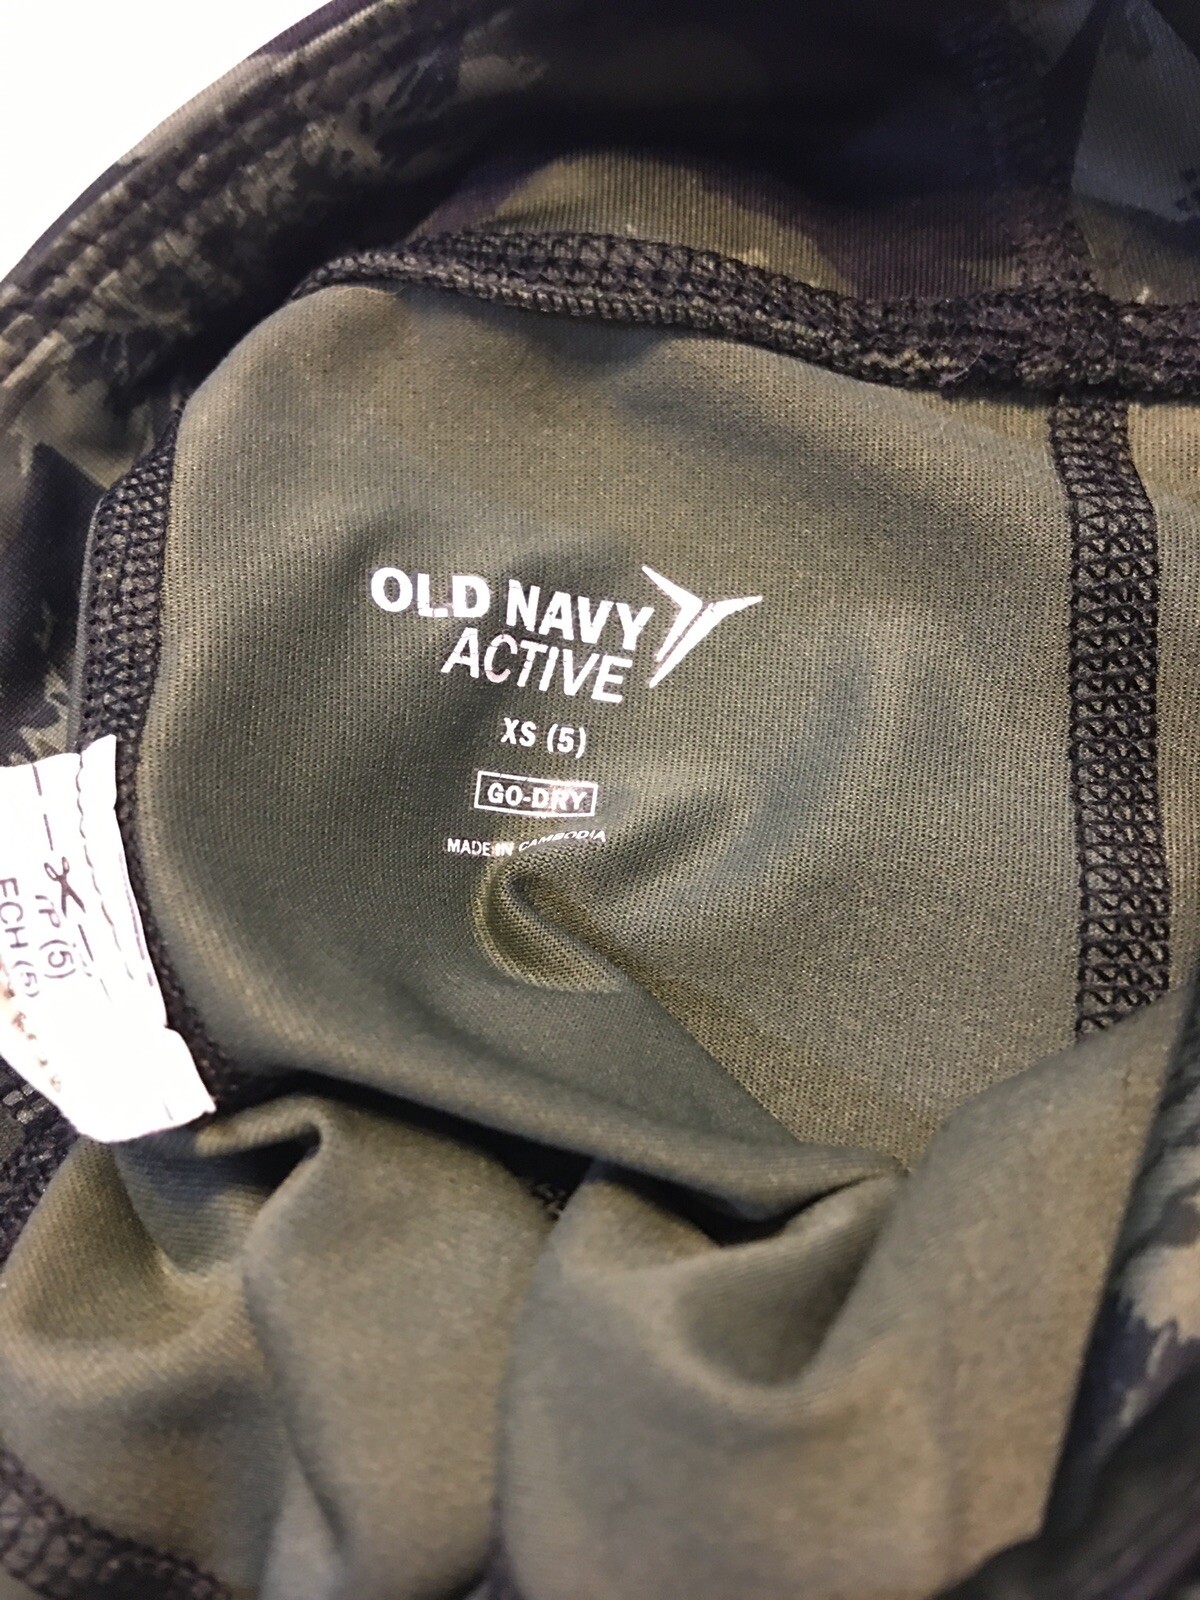 OLD NAVY
ACTIVE
XS (5)
GO-DRY
MADE IN CAMBODIA
TP (5)
ECH (5)